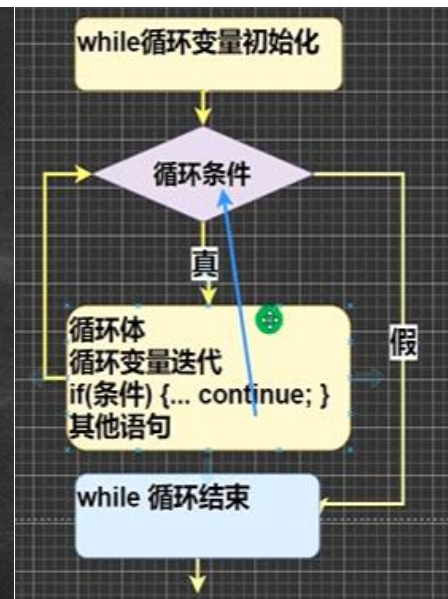 while循环变量初始化
循环条件
真
循环体
循环变量迭代
if(条件) {... continue; }
其他语句
假
while 循环结束